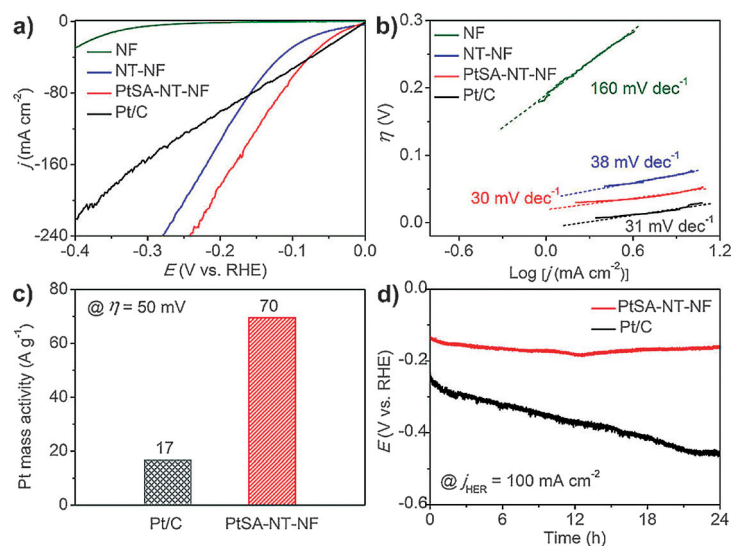 a)
NF
NT-NF
PtSA-NT-NF
Pt/C
0
-80
-160
-240
j (mA cm⁻²)
-0.4 -0.3 -0.2 -0.1 0.0
E (V vs. RHE)
b)
NF
NT-NF
PtSA-NT-NF
Pt/C
160 mV dec⁻¹
38 mV dec⁻¹
30 mV dec⁻¹
31 mV dec⁻¹
0.3
0.2
0.1
0.0
η (V)
-0.6 0.0 0.6 1.2
Log [j (mA cm⁻²)]
c)
@ η = 50 mV
80
60
40
20
0
Pt mass activity (A g⁻¹)
17
70
Pt/C PtSA-NT-NF
d)
PtSA-NT-NF
Pt/C
0.0
-0.2
-0.4
-0.6
E (V vs. RHE)
@ jHER = 100 mA cm⁻²
0 6 12 18 24
Time (h)